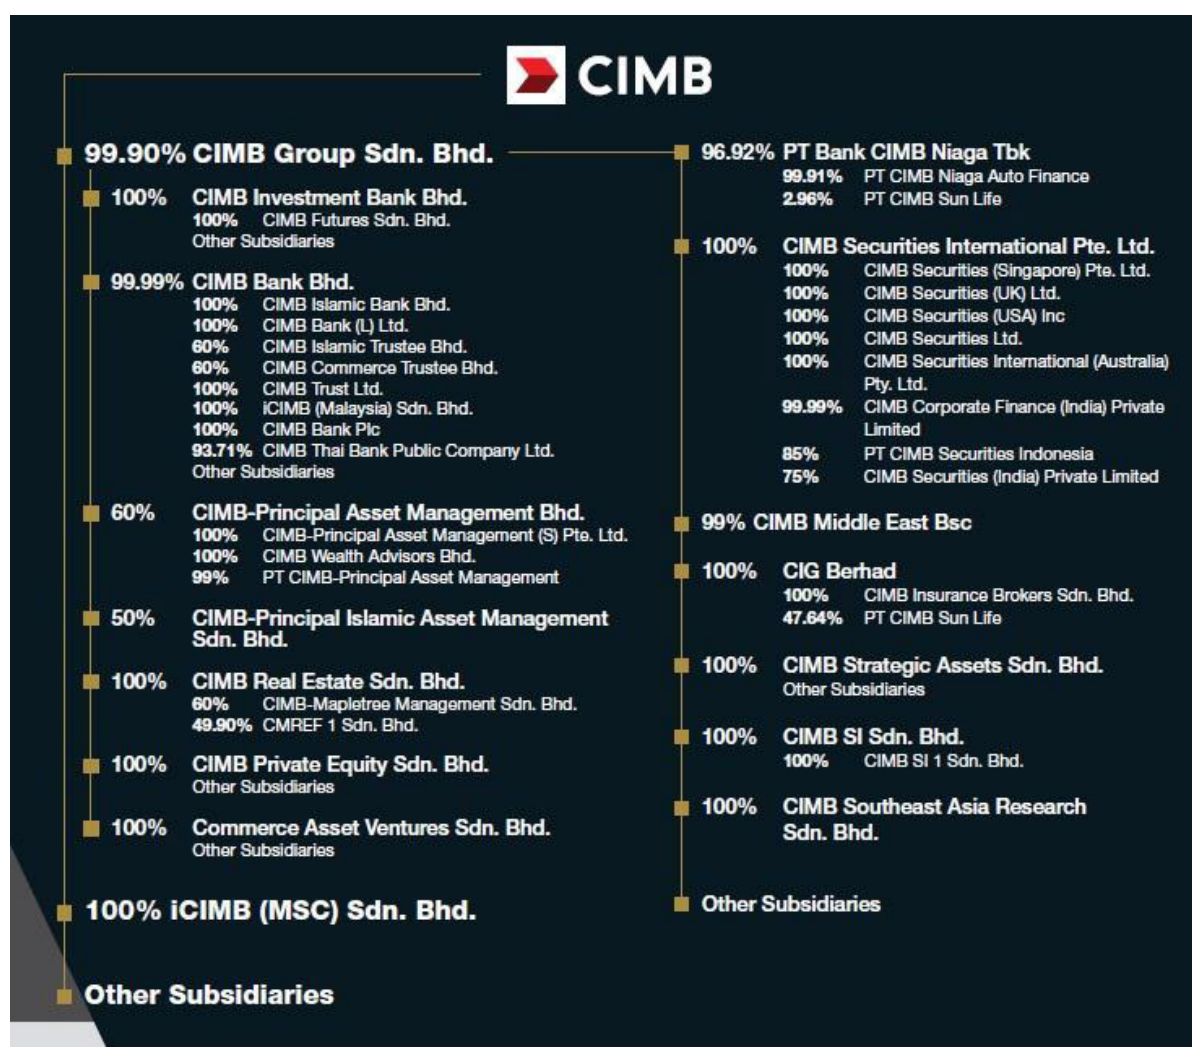 CIMB
99.90% CIMB Group Sdn. Bhd.
100% CIMB Investment Bank Bhd.
100% CIMB Futures Sdn. Bhd.
Other Subsidiaries
99.99% CIMB Bank Bhd.
100% CIMB Islamic Bank Bhd.
100% CIMB Bank (L) Ltd.
60% CIMB Islamic Trustee Bhd.
60% CIMB Commerce Trustee Bhd.
100% CIMB Trust Ltd.
100% iCIMB (Malaysia) Sdn. Bhd.
100% CIMB Bank Plc
93.71% CIMB Thai Bank Public Company Ltd.
Other Subsidiaries
60% CIMB-Principal Asset Management Bhd.
100% CIMB-Principal Asset Management (S) Pte. Ltd.
100% CIMB Wealth Advisors Bhd.
99% PT CIMB-Principal Asset Management
50% CIMB-Principal Islamic Asset Management
Sdn. Bhd.
100% CIMB Real Estate Sdn. Bhd.
60% CIMB-Mapletree Management Sdn. Bhd.
49.90% CMREF 1 Sdn. Bhd.
100% CIMB Private Equity Sdn. Bhd.
Other Subsidiaries
100% Commerce Asset Ventures Sdn. Bhd.
Other Subsidiaries
100% iCIMB (MSC) Sdn. Bhd.
Other Subsidiaries
96.92% PT Bank CIMB Niaga Tbk
99.91% PT CIMB Niaga Auto Finance
2.96% PT CIMB Sun Life
100% CIMB Securities International Pte. Ltd.
100% CIMB Securities (Singapore) Pte. Ltd.
100% CIMB Securities (UK) Ltd.
100% CIMB Securities (USA) Inc
100% CIMB Securities Ltd.
100% CIMB Securities International (Australia)
Pty. Ltd.
99.99% CIMB Corporate Finance (India) Private
Limited
85% PT CIMB Securities Indonesia
75% CIMB Securities (India) Private Limited
99% CIMB Middle East Bsc
100% CIG Berhad
100% CIMB Insurance Brokers Sdn. Bhd.
47.64% PT CIMB Sun Life
100% CIMB Strategic Assets Sdn. Bhd.
Other Subsidiaries
100% CIMB SI Sdn. Bhd.
100% CIMB SI 1 Sdn. Bhd.
100% CIMB Southeast Asia Research
Sdn. Bhd.
Other Subsidiaries